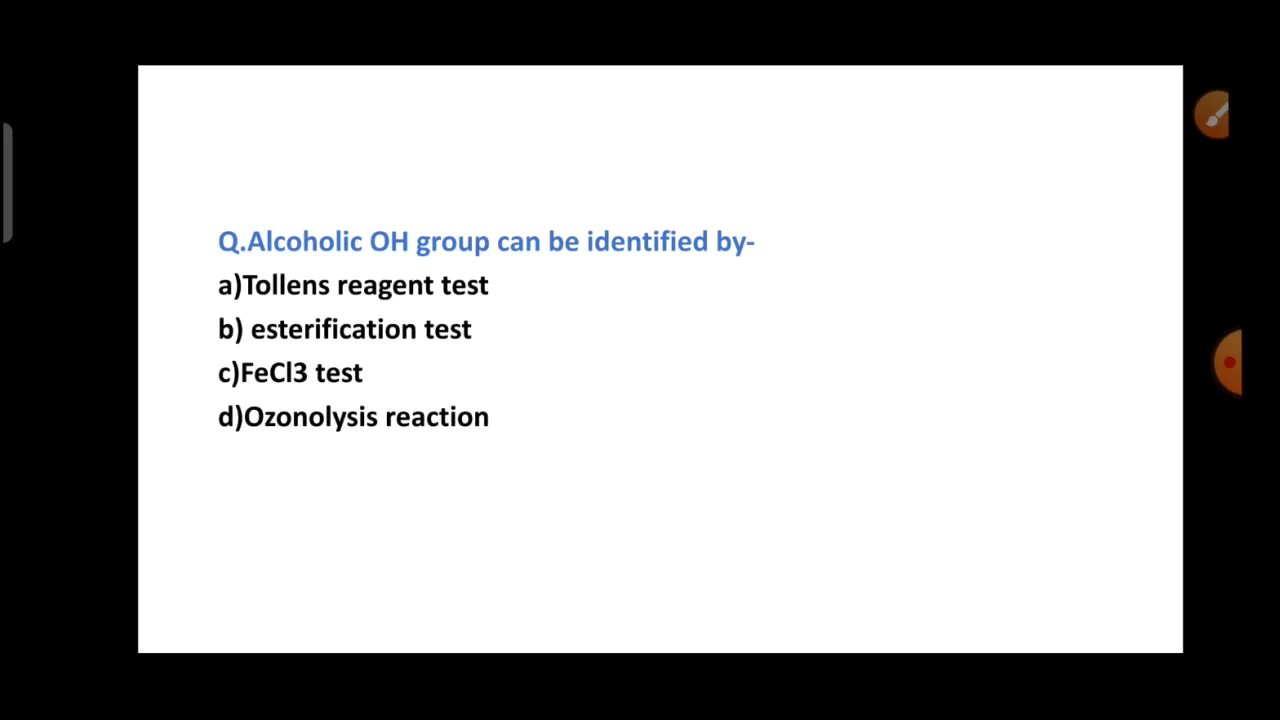 Q.Alcoholic OH group can be identified by-
a)Tollens reagent test
b) esterification test
c)FeCl3 test
d)Ozonolysis reaction